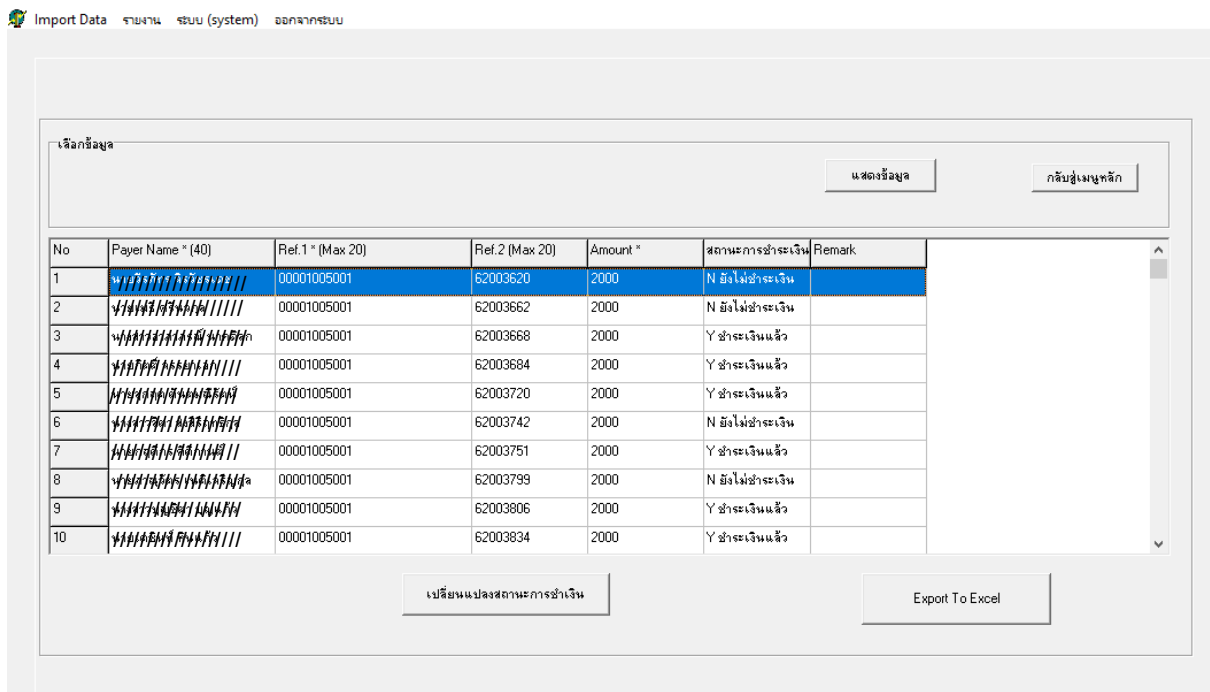 Import Data รายงาน ระบบ (system) ออกจากระบบ
เลือกข้อมูล
แสดงข้อมูล กลับสู่เมนูหลัก
No Payer Name * (40) Ref.1 * (Max 20) Ref.2 (Max 20) Amount * สถานะการชำระเงิน Remark
1 00001005001 62003620 2000 N ยังไม่ชำระเงิน
2 00001005001 62003662 2000 N ยังไม่ชำระเงิน
3 00001005001 62003668 2000 Y ชำระเงินแล้ว
4 00001005001 62003684 2000 Y ชำระเงินแล้ว
5 00001005001 62003720 2000 Y ชำระเงินแล้ว
6 00001005001 62003742 2000 N ยังไม่ชำระเงิน
7 00001005001 62003751 2000 Y ชำระเงินแล้ว
8 00001005001 62003799 2000 N ยังไม่ชำระเงิน
9 00001005001 62003806 2000 Y ชำระเงินแล้ว
10 00001005001 62003834 2000 Y ชำระเงินแล้ว
เปลี่ยนแปลงสถานะการชำเงิน Export To Excel